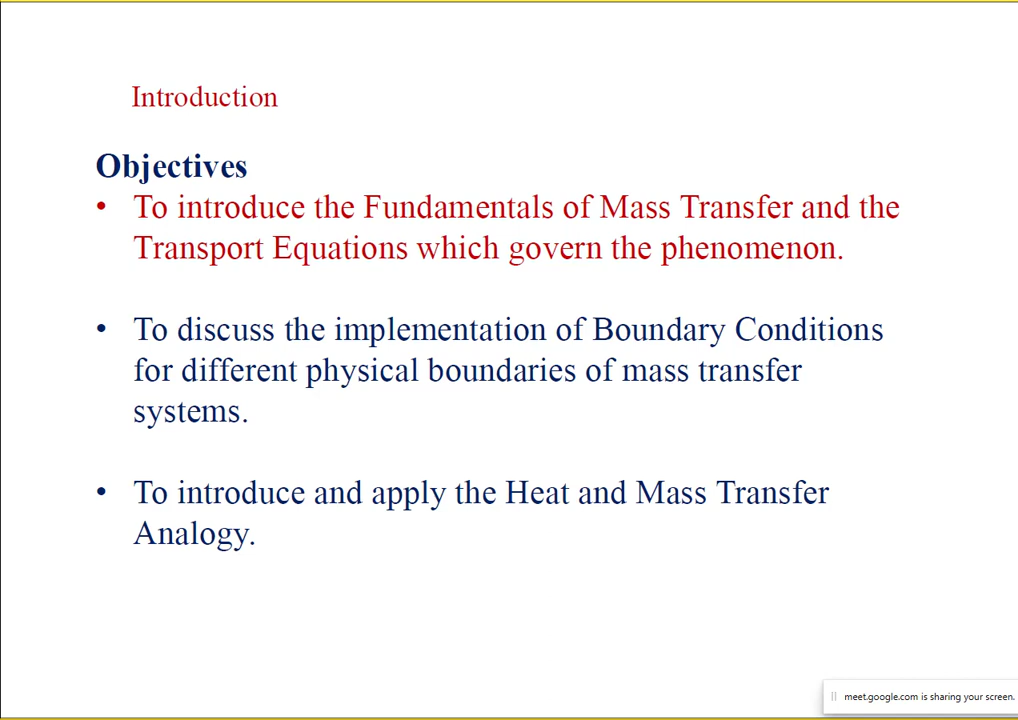 Introduction
Objectives
• To introduce the Fundamentals of Mass Transfer and the
Transport Equations which govern the phenomenon.
• To discuss the implementation of Boundary Conditions
for different physical boundaries of mass transfer
systems.
• To introduce and apply the Heat and Mass Transfer
Analogy.
meet.google.com is sharing your screen.